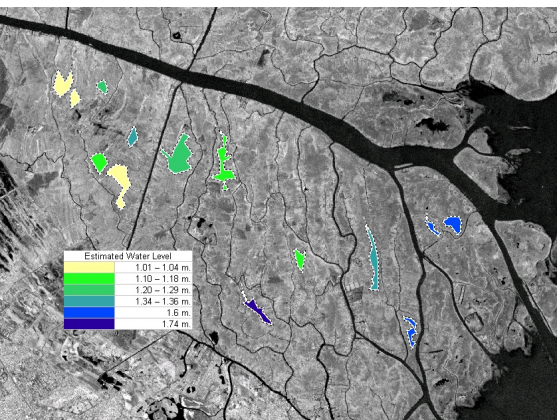 Estimated Water Level
1.01 – 1.04 m.
1.10 – 1.18 m.
1.20 – 1.29 m.
1.34 – 1.36 m.
1.6 m.
1.74 m.